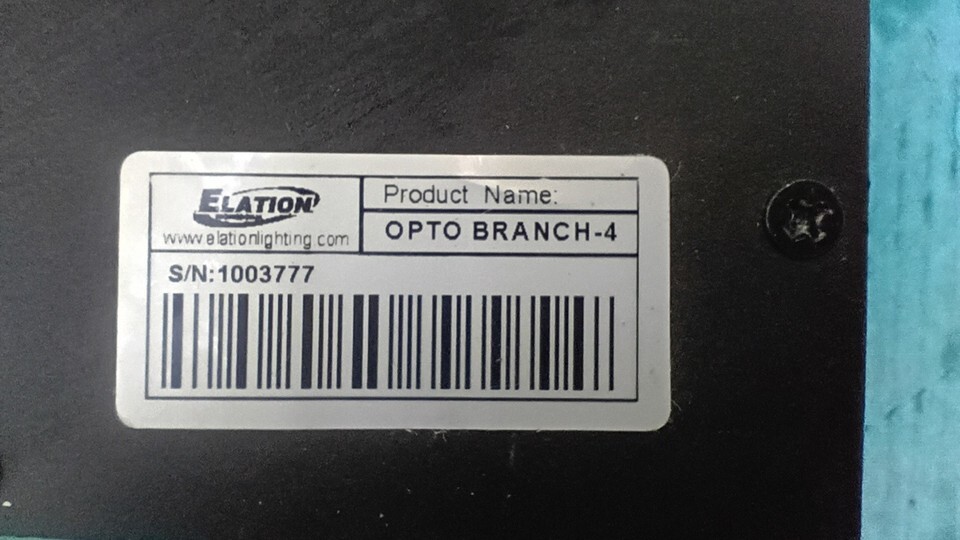 ELATION
www.elationlighting.com
Product Name:
OPTO BRANCH-4
S/N:1003777